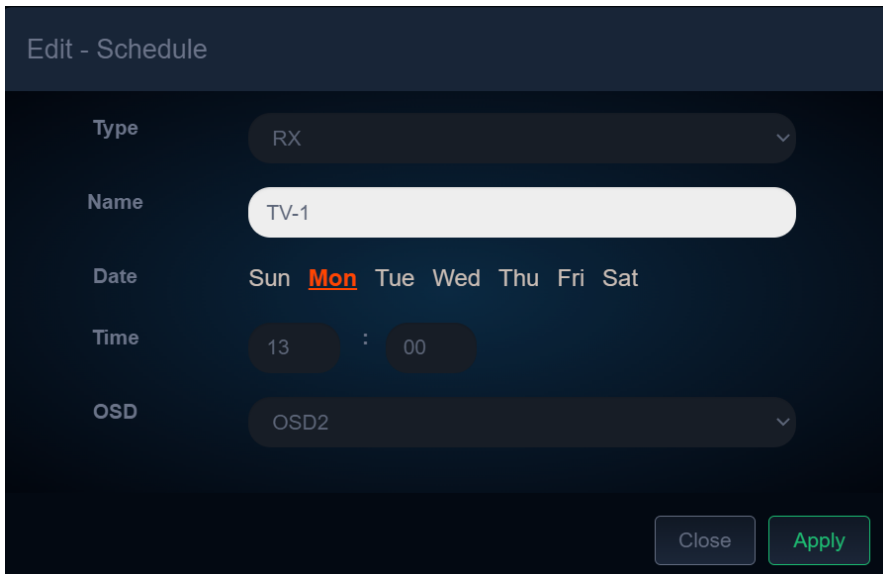 Edit - Schedule
Type RX
Name TV-1
Date Sun Mon Tue Wed Thu Fri Sat
Time 13 : 00
OSD OSD2
Close Apply